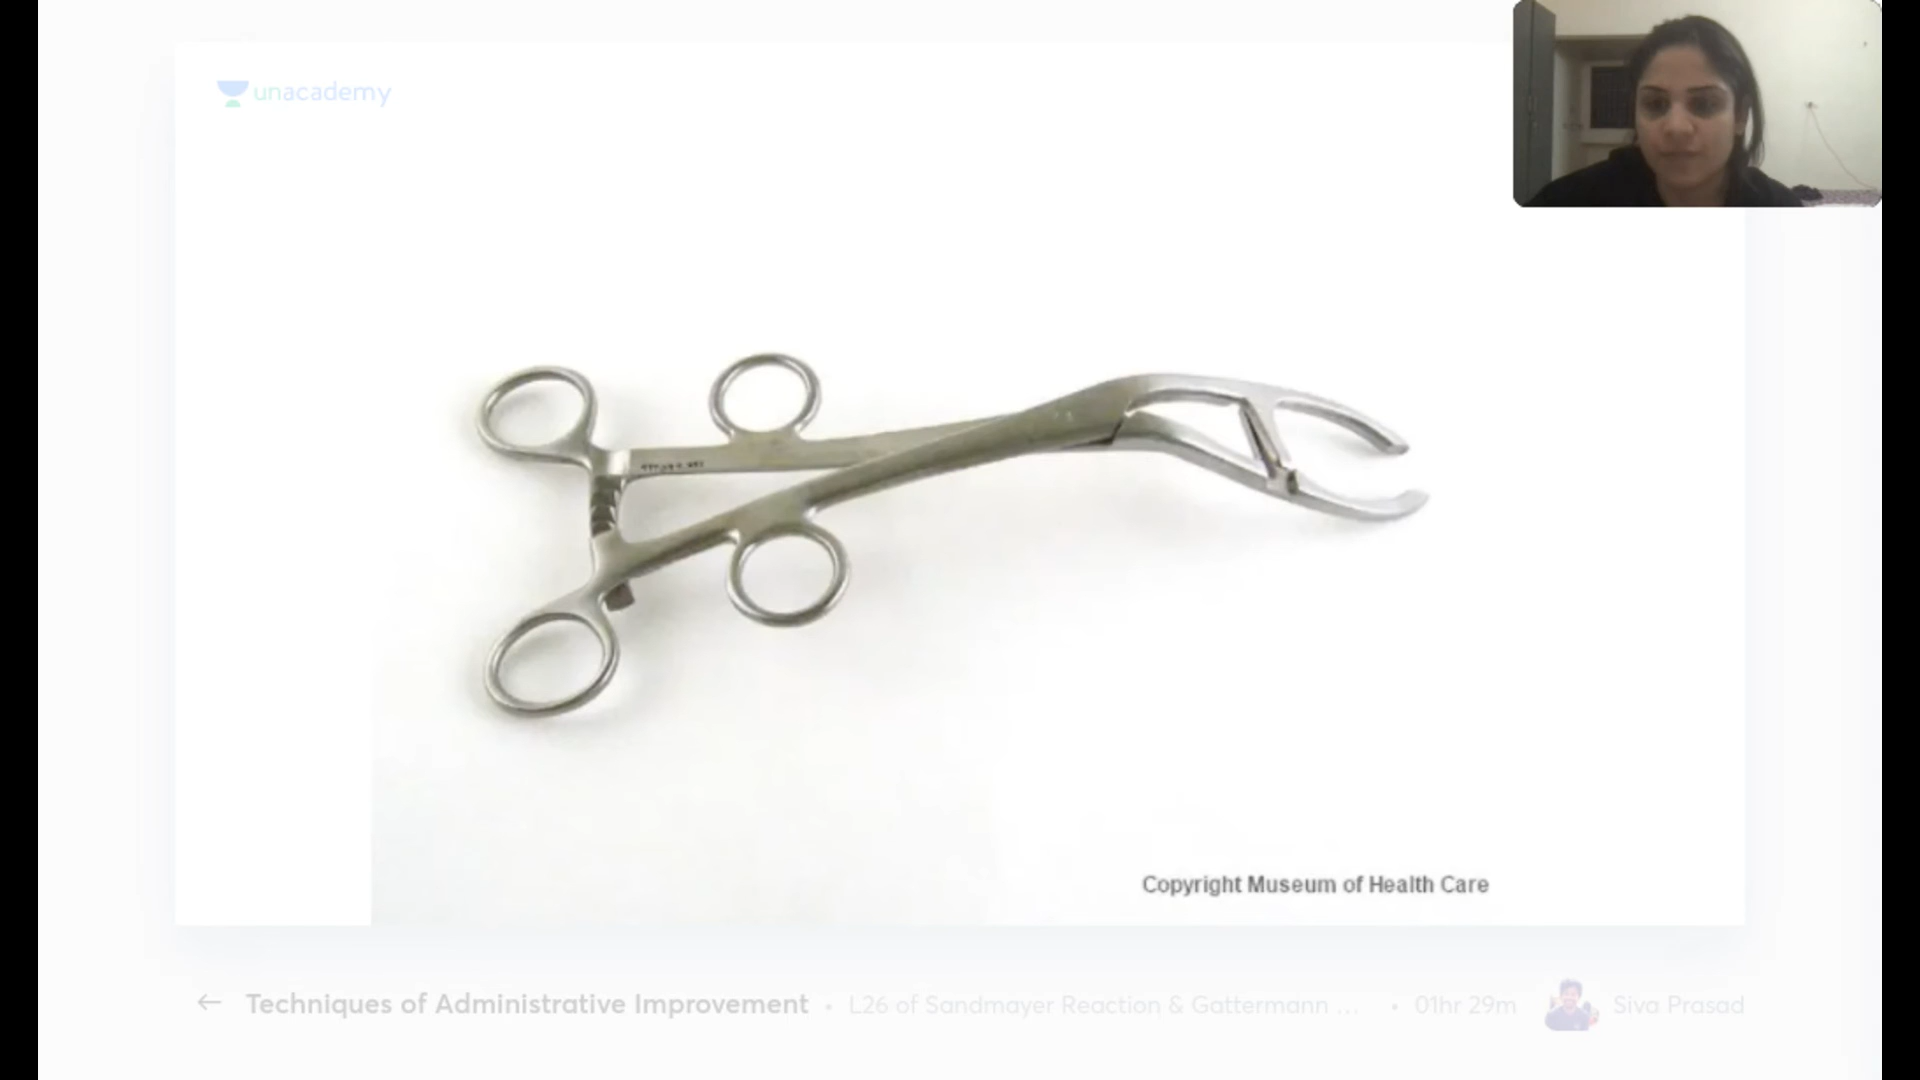 unacademy
Copyright Museum of Health Care
Techniques of Administrative Improvement • L26 of Sandmayer Reaction & Gattermann ... • 01hr 29m Siva Prasad